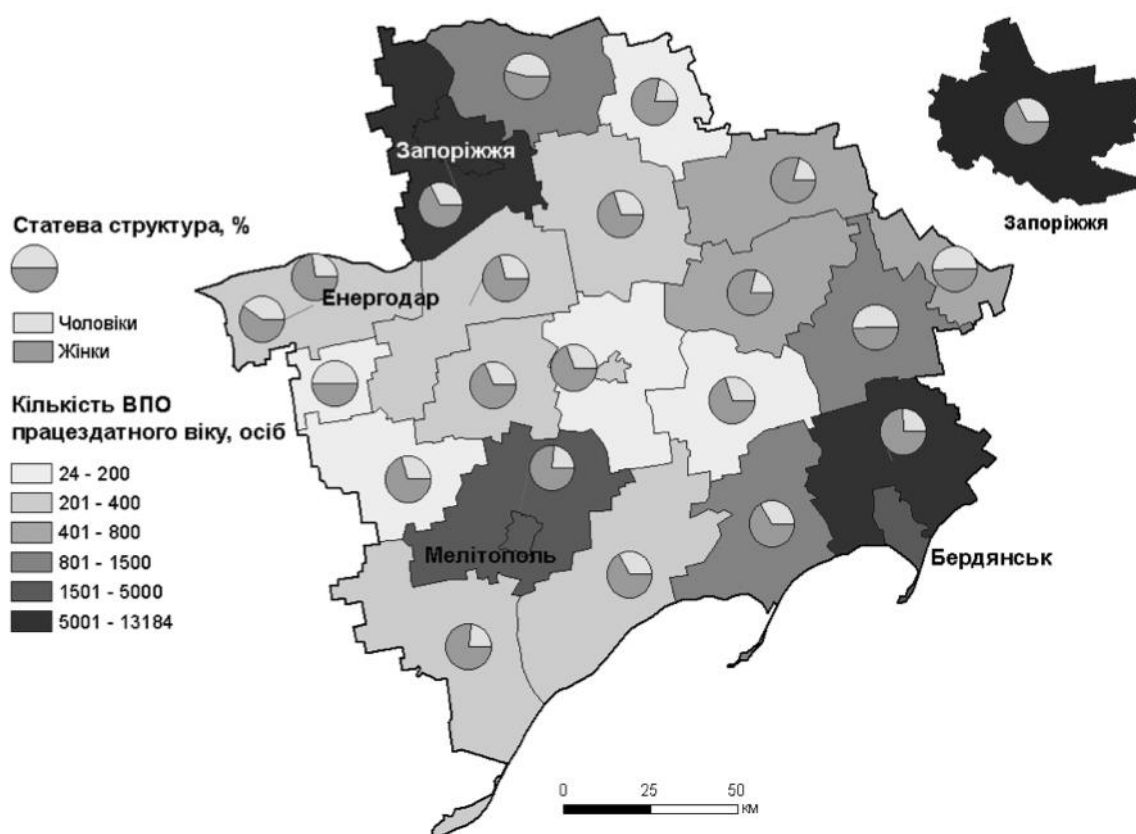 Запоріжжя
Запоріжжя
Статева структура, %
Чоловіки
Жінки
Енергодар
Кількість ВПО
працездатного віку, осіб
24 - 200
201 - 400
401 - 800
801 - 1500
1501 - 5000
5001 - 13184
Мелітополь
Бердянськ
0 25 50
км